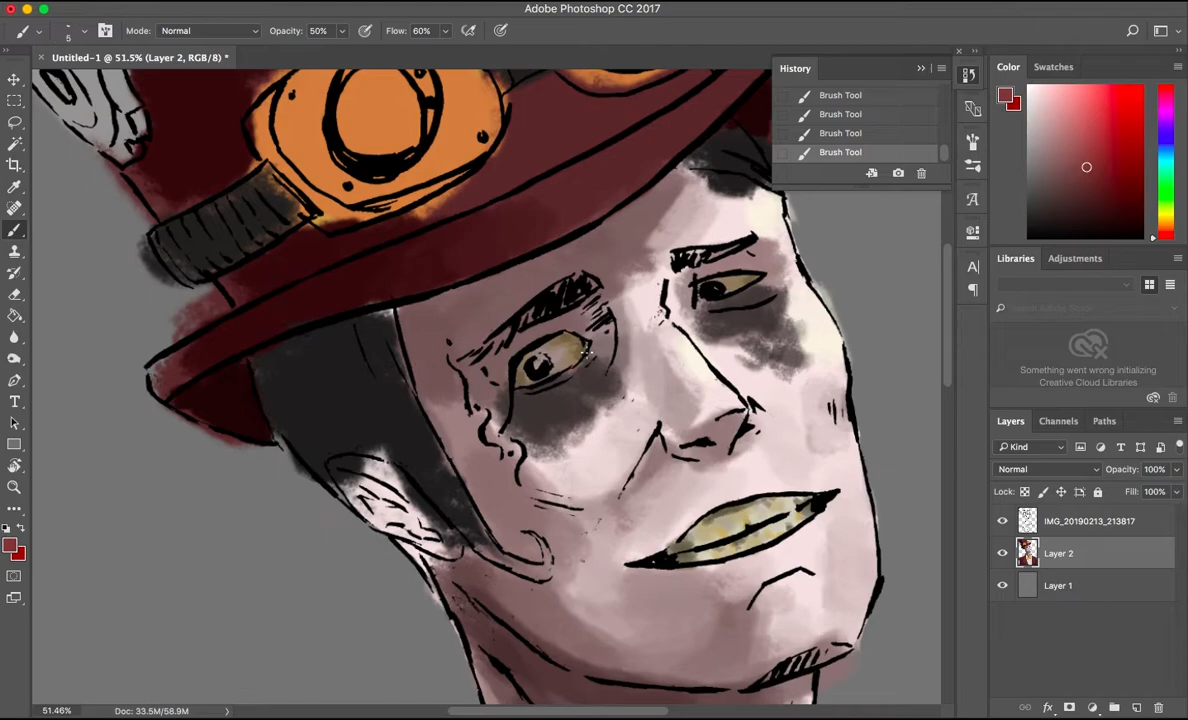 Adobe Photoshop CC 2017
5 Mode: Normal Opacity: 50% Flow: 60%
Untitled-1 @ 51.5% (Layer 2, RGB/8) *
History
Brush Tool
Brush Tool
Brush Tool
Brush Tool
Color Swatches
Libraries Adjustments
Something went wrong initializing
Creative Cloud Libraries
Layers Channels Paths
Kind
Normal Opacity: 100%
Lock: Fill: 100%
IMG_20190213_213817
Layer 2
Layer 1
51.46% Doc: 33.5M/58.9M